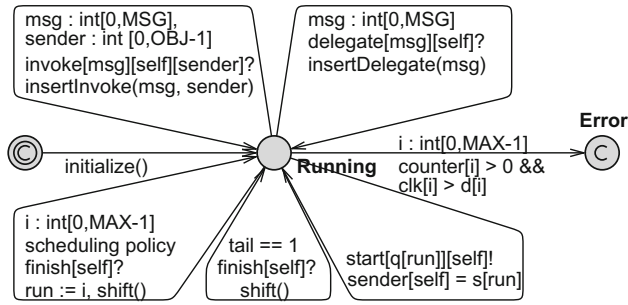 msg : int[0,MSG],
sender : int [0,OBJ-1]
invoke[msg][self][sender]?
insertInvoke(msg, sender)
msg : int[0,MSG]
delegate[msg][self]?
insertDelegate(msg)
C
initialize()
Running
i : int[0,MAX-1]
counter[i] > 0 &&
clk[i] > d[i]
Error
C
i : int[0,MAX-1]
scheduling policy
finish[self]?
run := i, shift()
tail == 1
finish[self]?
shift()
start[q[run]][self]!
sender[self] = s[run]